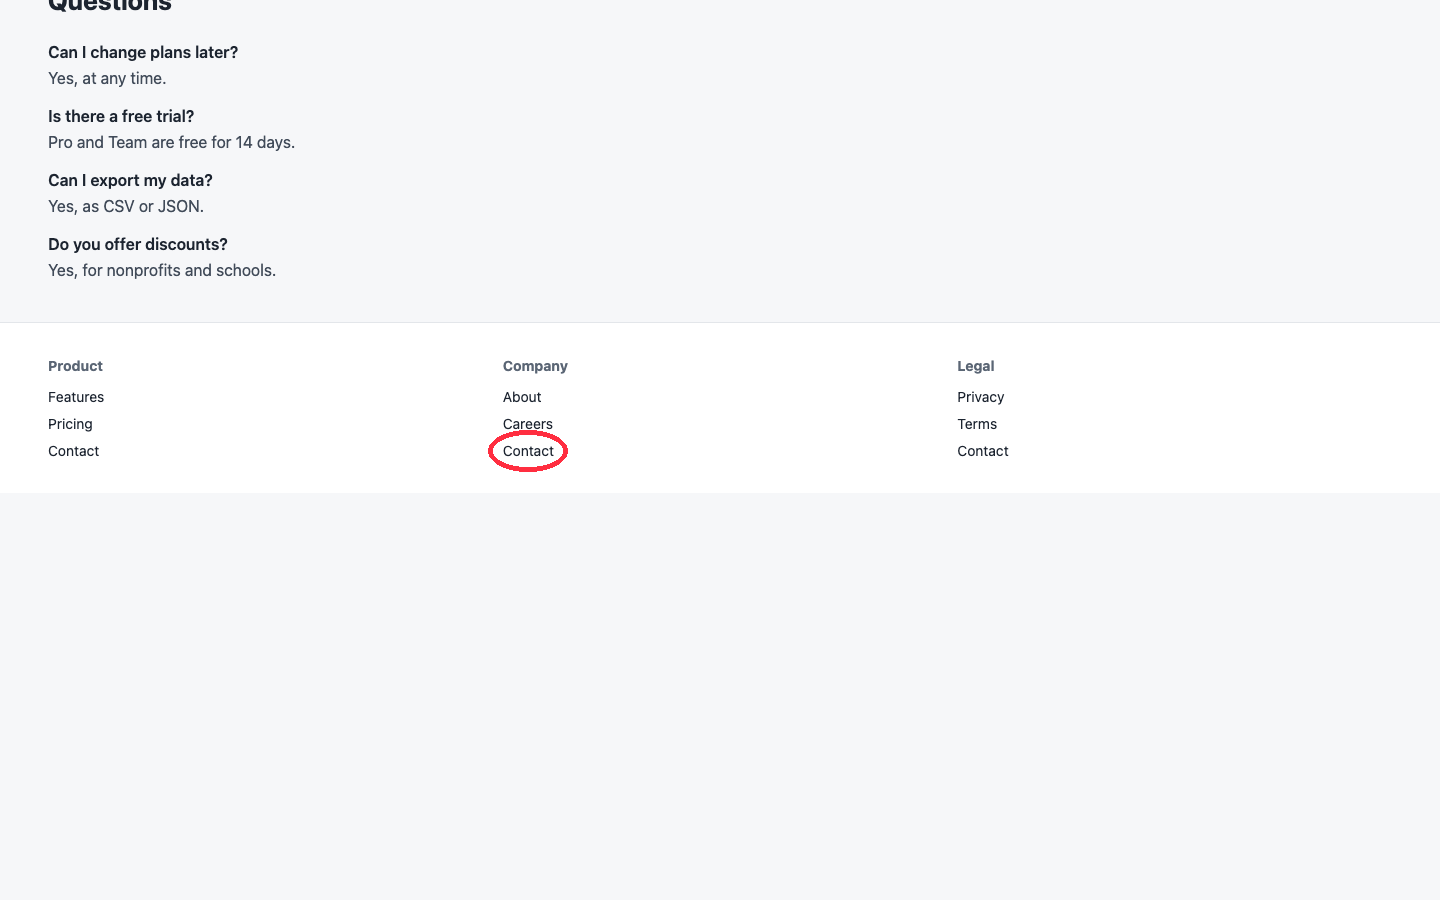 Questions
Can I change plans later?
Yes, at any time.
Is there a free trial?
Pro and Team are free for 14 days.
Can I export my data?
Yes, as CSV or JSON.
Do you offer discounts?
Yes, for nonprofits and schools.
Product
Features
Pricing
Contact
Company
About
Careers
Contact
Legal
Privacy
Terms
Contact